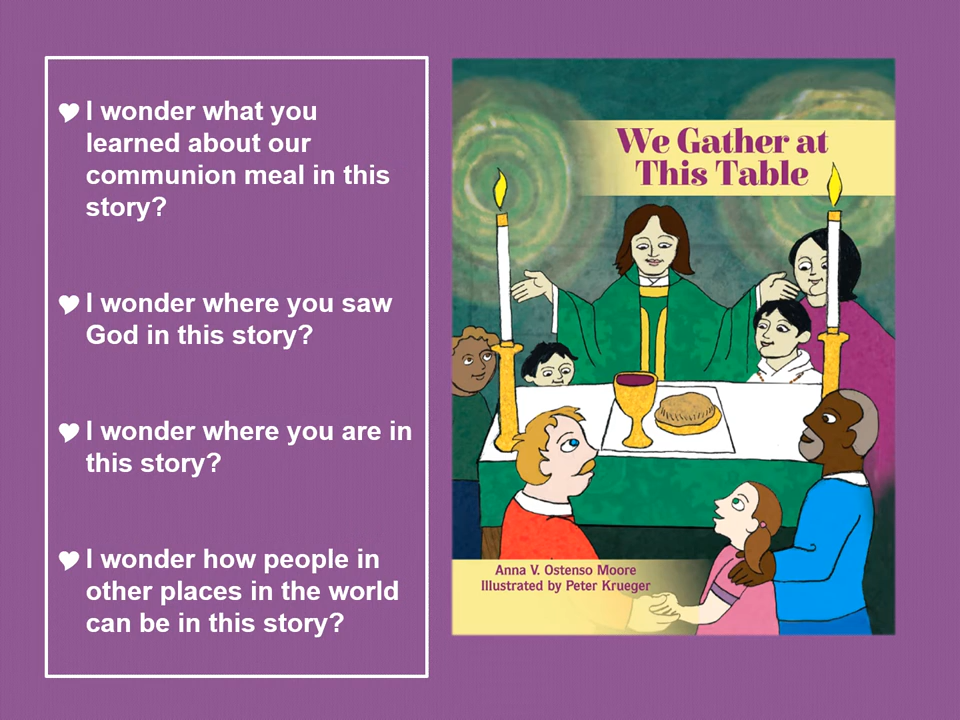 I wonder what you
learned about our
communion meal in this
story?
I wonder where you saw
God in this story?
I wonder where you are in
this story?
I wonder how people in
other places in the world
can be in this story?
We Gather at
This Table
Anna V. Ostenso Moore
Illustrated by Peter Krueger